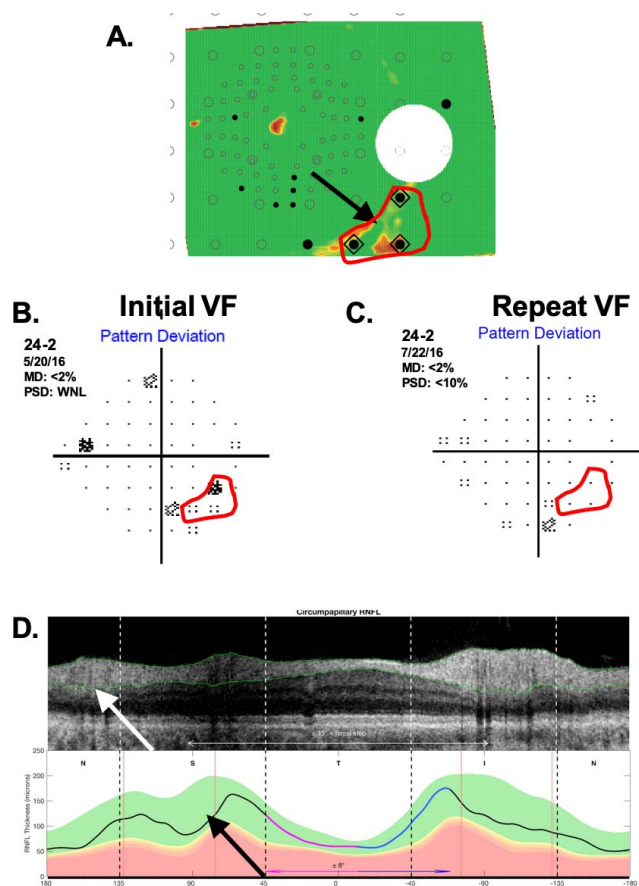 A.
B.
Initial VF
Pattern Deviation
24-2
5/20/16
MD: <2%
PSD: WNL
C.
Repeat VF
Pattern Deviation
24-2
7/22/16
MD: <2%
PSD: <10%
D.
Circumpapillary RNFL
± 15° + nasal step
N S T I N
RNFL Thickness (microns)
250
200
150
100
50
0
± 8°
180 135 90 45 0 -45 -90 -135 -180